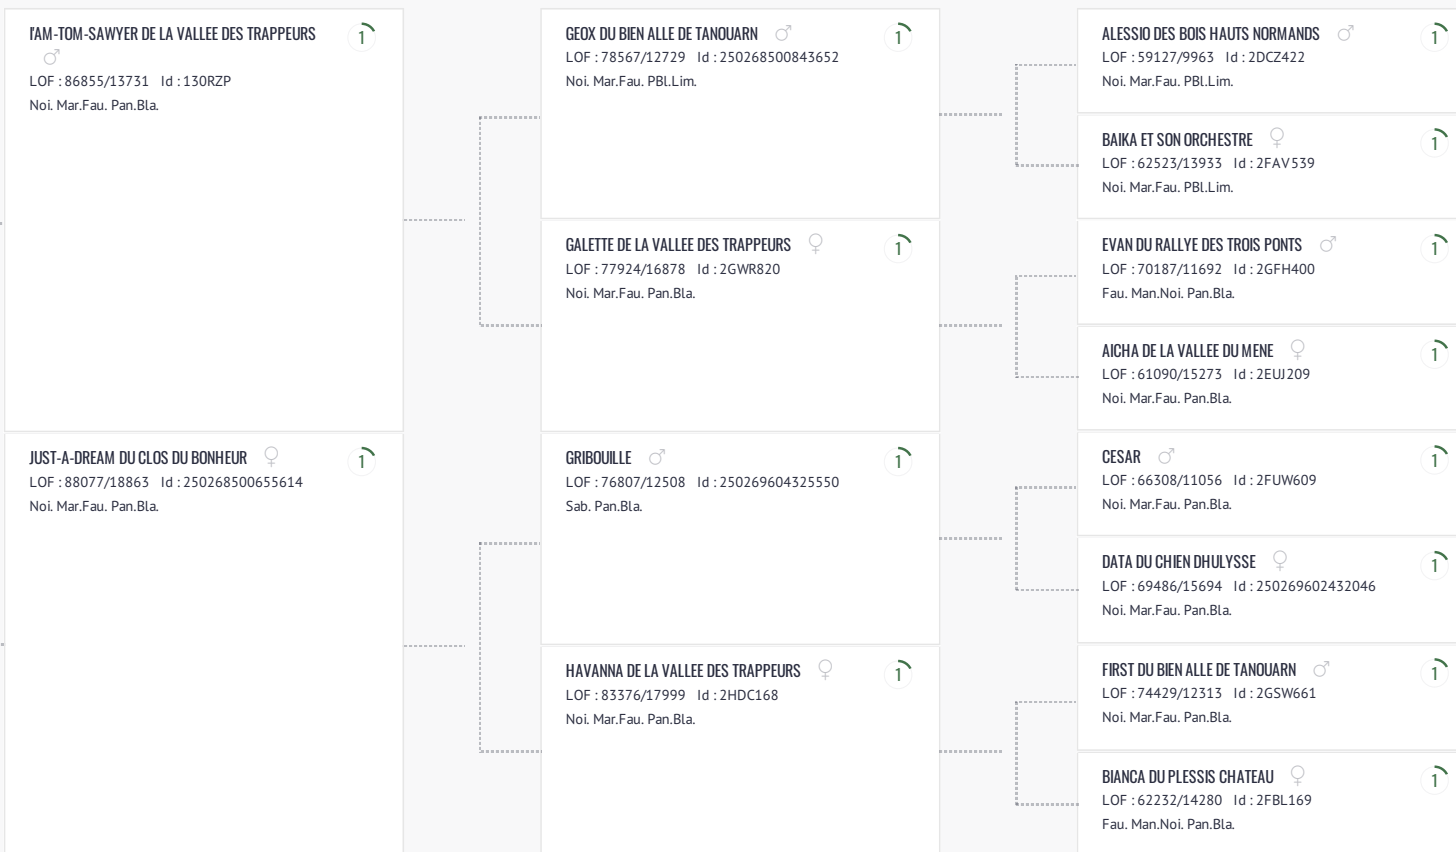 I'AM-TOM-SAWYER DE LA VALLEE DES TRAPPEURS ♂
1
LOF : 86855/13731 Id : 130RZP
Noi. Mar.Fau. Pan.Bla.
JUST-A-DREAM DU CLOS DU BONHEUR ♀
1
LOF : 88077/18863 Id : 250268500655614
Noi. Mar.Fau. Pan.Bla.
GEOX DU BIEN ALLE DE TANOUARN ♂
1
LOF : 78567/12729 Id : 250268500843652
Noi. Mar.Fau. PBl.Lim.
GALETTE DE LA VALLEE DES TRAPPEURS ♀
1
LOF : 77924/16878 Id : 2GWR820
Noi. Mar.Fau. Pan.Bla.
GRIBOUILLE ♂
1
LOF : 76807/12508 Id : 250269604325550
Sab. Pan.Bla.
HAVANNA DE LA VALLEE DES TRAPPEURS ♀
1
LOF : 83376/17999 Id : 2HDC168
Noi. Mar.Fau. Pan.Bla.
ALESSIO DES BOIS HAUTS NORMANDS ♂
1
LOF : 59127/9963 Id : 2DCZ422
Noi. Mar.Fau. PBl.Lim.
BAIKA ET SON ORCHESTRE ♀
1
LOF : 62523/13933 Id : 2FAV539
Noi. Mar.Fau. PBl.Lim.
EVAN DU RALLYE DES TROIS PONTS ♂
1
LOF : 70187/11692 Id : 2GFH400
Fau. Man.Noi. Pan.Bla.
AICHA DE LA VALLEE DU MENE ♀
1
LOF : 61090/15273 Id : 2EUJ209
Noi. Mar.Fau. Pan.Bla.
CESAR ♂
1
LOF : 66308/11056 Id : 2FUW609
Noi. Mar.Fau. Pan.Bla.
DATA DU CHIEN DHULYSSE ♀
1
LOF : 69486/15694 Id : 250269602432046
Noi. Mar.Fau. Pan.Bla.
FIRST DU BIEN ALLE DE TANOUARN ♂
1
LOF : 74429/12313 Id : 2GSW661
Noi. Mar.Fau. Pan.Bla.
BIANCA DU PLESSIS CHATEAU ♀
1
LOF : 62232/14280 Id : 2FBL169
Fau. Man.Noi. Pan.Bla.